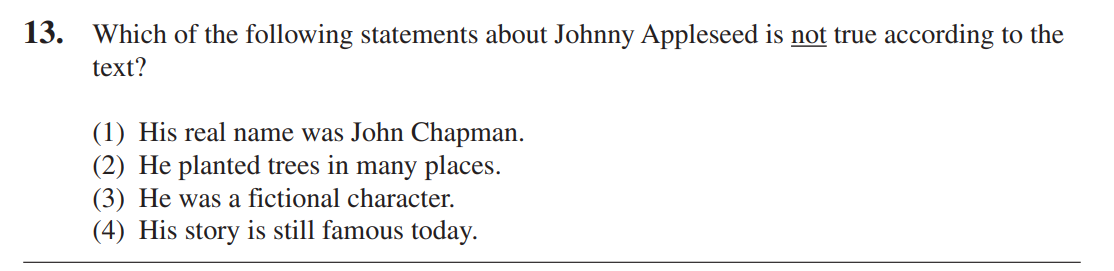 13. Which of the following statements about Johnny Appleseed is not true according to the
text?
(1) His real name was John Chapman.
(2) He planted trees in many places.
(3) He was a fictional character.
(4) His story is still famous today.